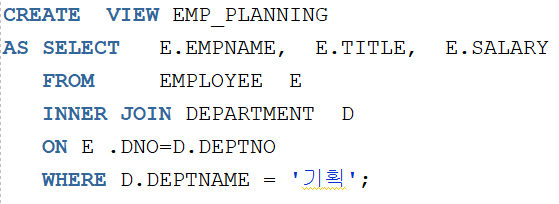 CREATE VIEW EMP_PLANNING
AS SELECT E.EMPNAME, E.TITLE, E.SALARY
FROM EMPLOYEE E
INNER JOIN DEPARTMENT D
ON E .DNO=D.DEPTNO
WHERE D.DEPTNAME = '기획';